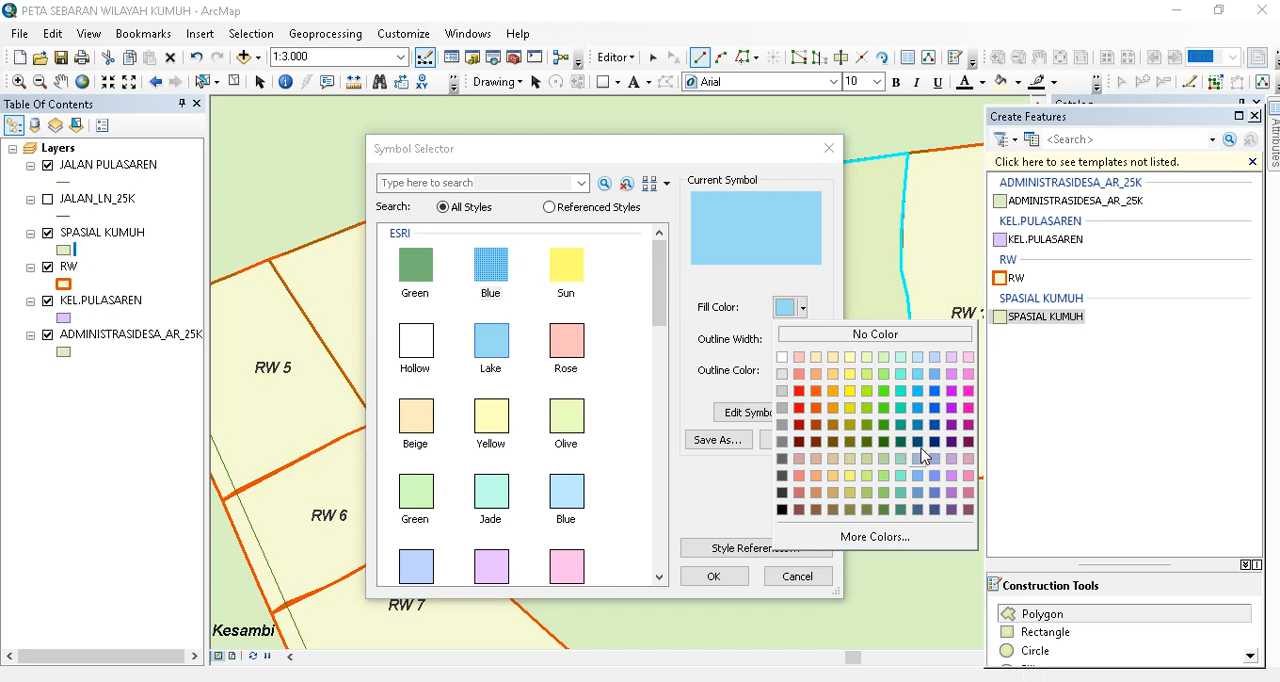 PETA SEBARAN WILAYAH KUMUH - ArcMap
File Edit View Bookmarks Insert Selection Geoprocessing Customize Windows Help
1:3.000
Editor
Drawing
Arial
10
B I U A
Table Of Contents
Layers
JALAN PULASAREN
JALAN_LN_25K
SPASIAL KUMUH
RW
KEL.PULASAREN
ADMINISTRASIDESA_AR_25K
RW 5
RW 6
RW 7
Kesambi
Symbol Selector
Type here to search
Search:
All Styles
Referenced Styles
ESRI
Green
Blue
Sun
Hollow
Lake
Rose
Beige
Yellow
Olive
Green
Jade
Blue
Current Symbol
Fill Color:
Outline Width:
Outline Color:
Edit Symbo
Save As...
Style Reference...
OK
Cancel
No Color
More Colors...
Create Features
<Search>
Click here to see templates not listed.
ADMINISTRASIDESA_AR_25K
ADMINISTRASIDESA_AR_25K
KEL.PULASAREN
KEL.PULASAREN
RW
RW
SPASIAL KUMUH
SPASIAL KUMUH
Construction Tools
Polygon
Rectangle
Circle
Attributes